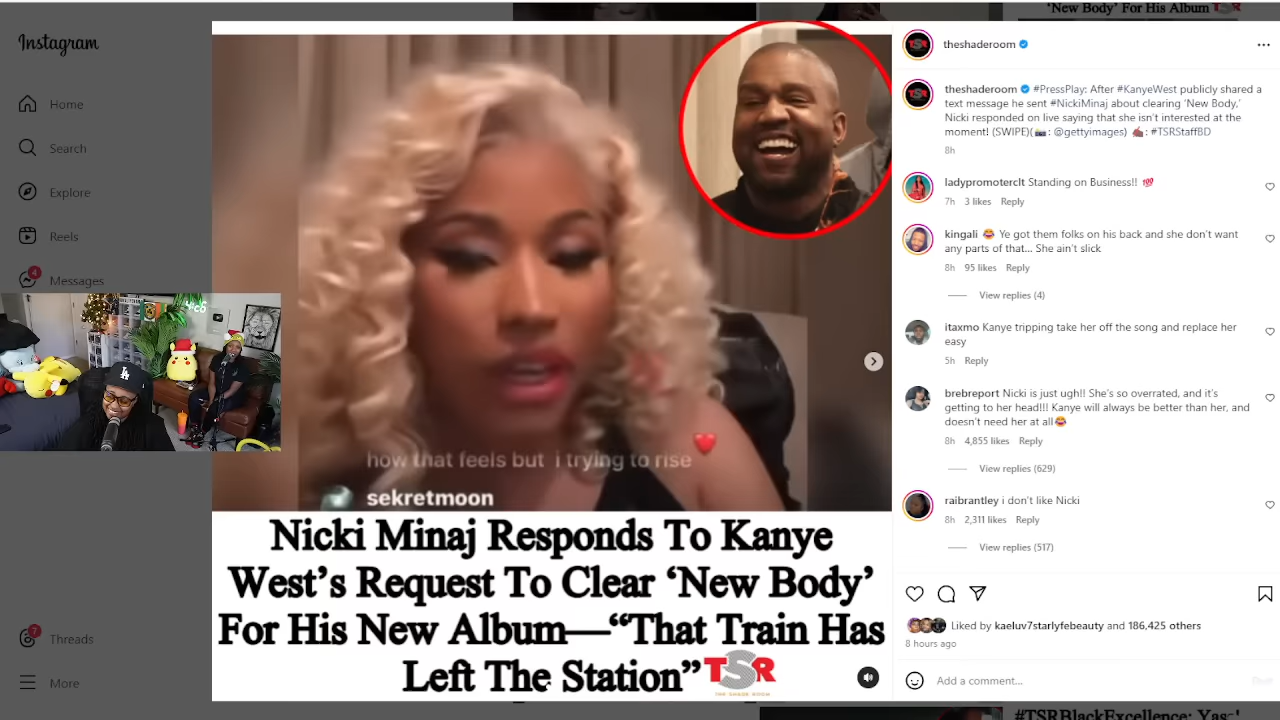 'New Body' For His Album TSR
Instagram
Home
Search
Explore
Reels
4
Messages
7
Threads
More
how that feels but i trying to rise
sekretmoon
Nicki Minaj Responds To Kanye
West's Request To Clear ‘New Body’
For His New Album—“That Train Has
Left The Station” TSR
THE SHADE ROOM
theshaderoom
theshaderoom #PressPlay: After #KanyeWest publicly shared a
text message he sent #NickiMinaj about clearing ‘New Body,’
Nicki responded on live saying that she isn’t interested at the
moment! (SWIPE)(📸: @gettyimages) ✍🏾: #TSRStaffBD
8h
ladypromoterclt Standing on Business!! 💯
7h 3 likes Reply
kingali 😂 Ye got them folks on his back and she don’t want
any parts of that... She ain’t slick
8h 95 likes Reply
View replies (4)
itaxmo Kanye tripping take her off the song and replace her
easy
5h Reply
brebreport Nicki is just ugh!! She’s so overrated, and it’s
getting to her head!!! Kanye will always be better than her, and
doesn’t need her at all😂
8h 4,855 likes Reply
View replies (629)
raibrantley i don’t like Nicki
8h 2,311 likes Reply
View replies (517)
Liked by kaeluv7starlyfebeauty and 186,425 others
8 hours ago
Add a comment...
Post
#TSRBlackExcellence: Yass!